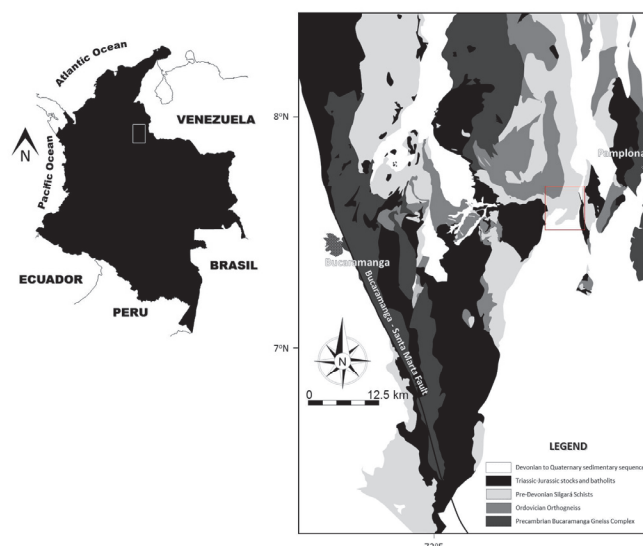 Atlantic Ocean
VENEZUELA
N
Pacific Ocean
BRASIL
ECUADOR
PERU
8°N
Pamplona
Bucaramanga
Bucaramanga - Santa Marta Fault
7°N
N
0 12.5 km
LEGEND
Devonian to Quaternary sedimentary sequence
Triassic-Jurassic stocks and batholits
Pre-Devonian Silgará Schists
Ordovician Orthogneiss
Precambrian Bucaramanga Gneiss Complex